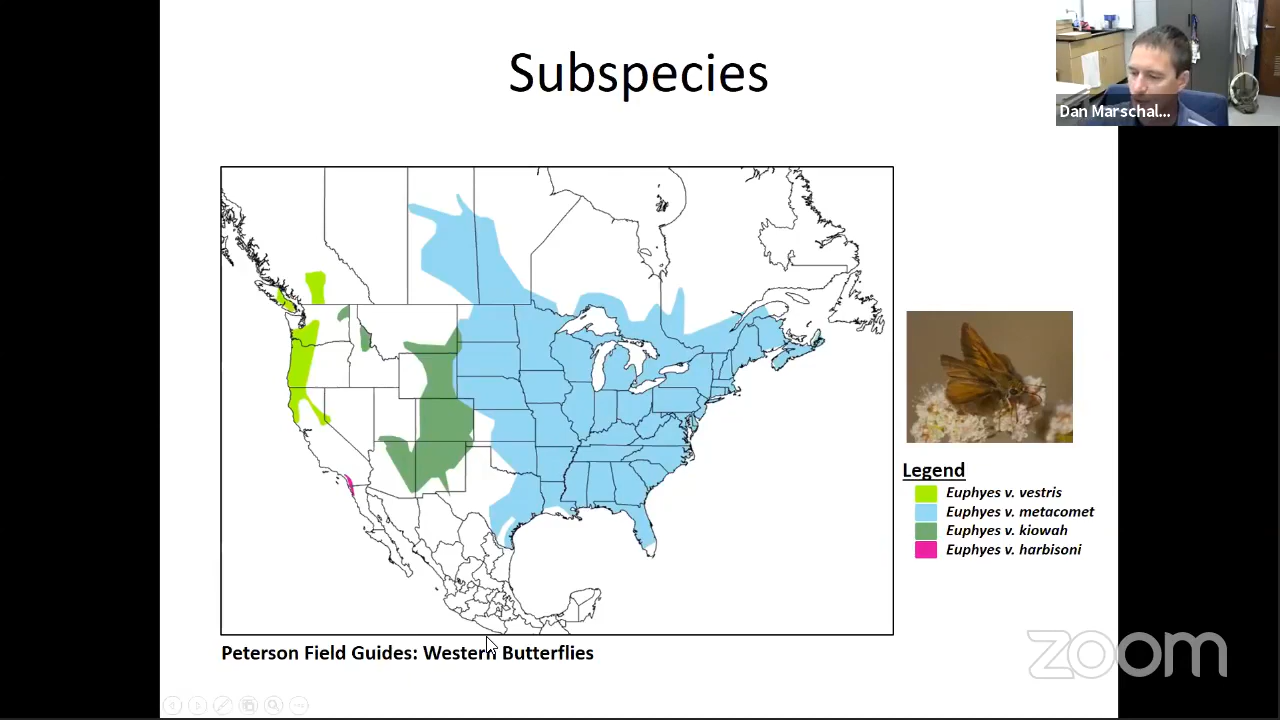 Subspecies
Dan Marschal...
Legend
Euphyes v. vestris
Euphyes v. metacomet
Euphyes v. kiowah
Euphyes v. harbisoni
Peterson Field Guides: Western Butterflies
zoom